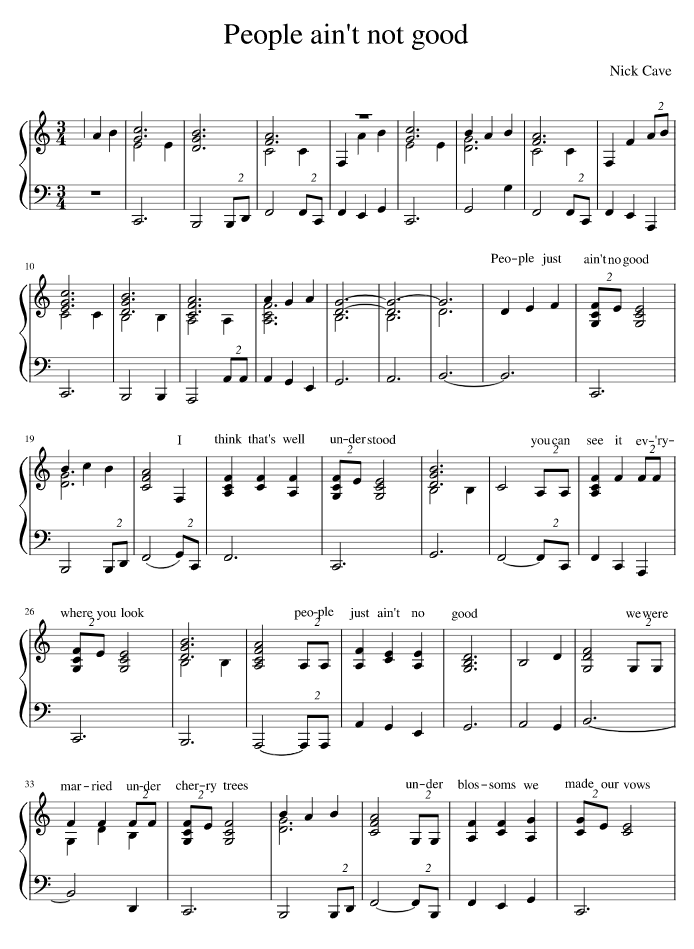 People ain't not good
Nick Cave
3 4 2
3 4 2 2 2
Peo-ple just ain't no good
10 2
2
I think that's well un-der stood you can see it ev-'ry-
19 2 2 2
2 2 2
where you look peo-ple just ain't no good we were
26 2 2 2
2
mar-ried un-der cher-ry trees un-der blos-soms we made our vows
33 2 2 2 2
2 2